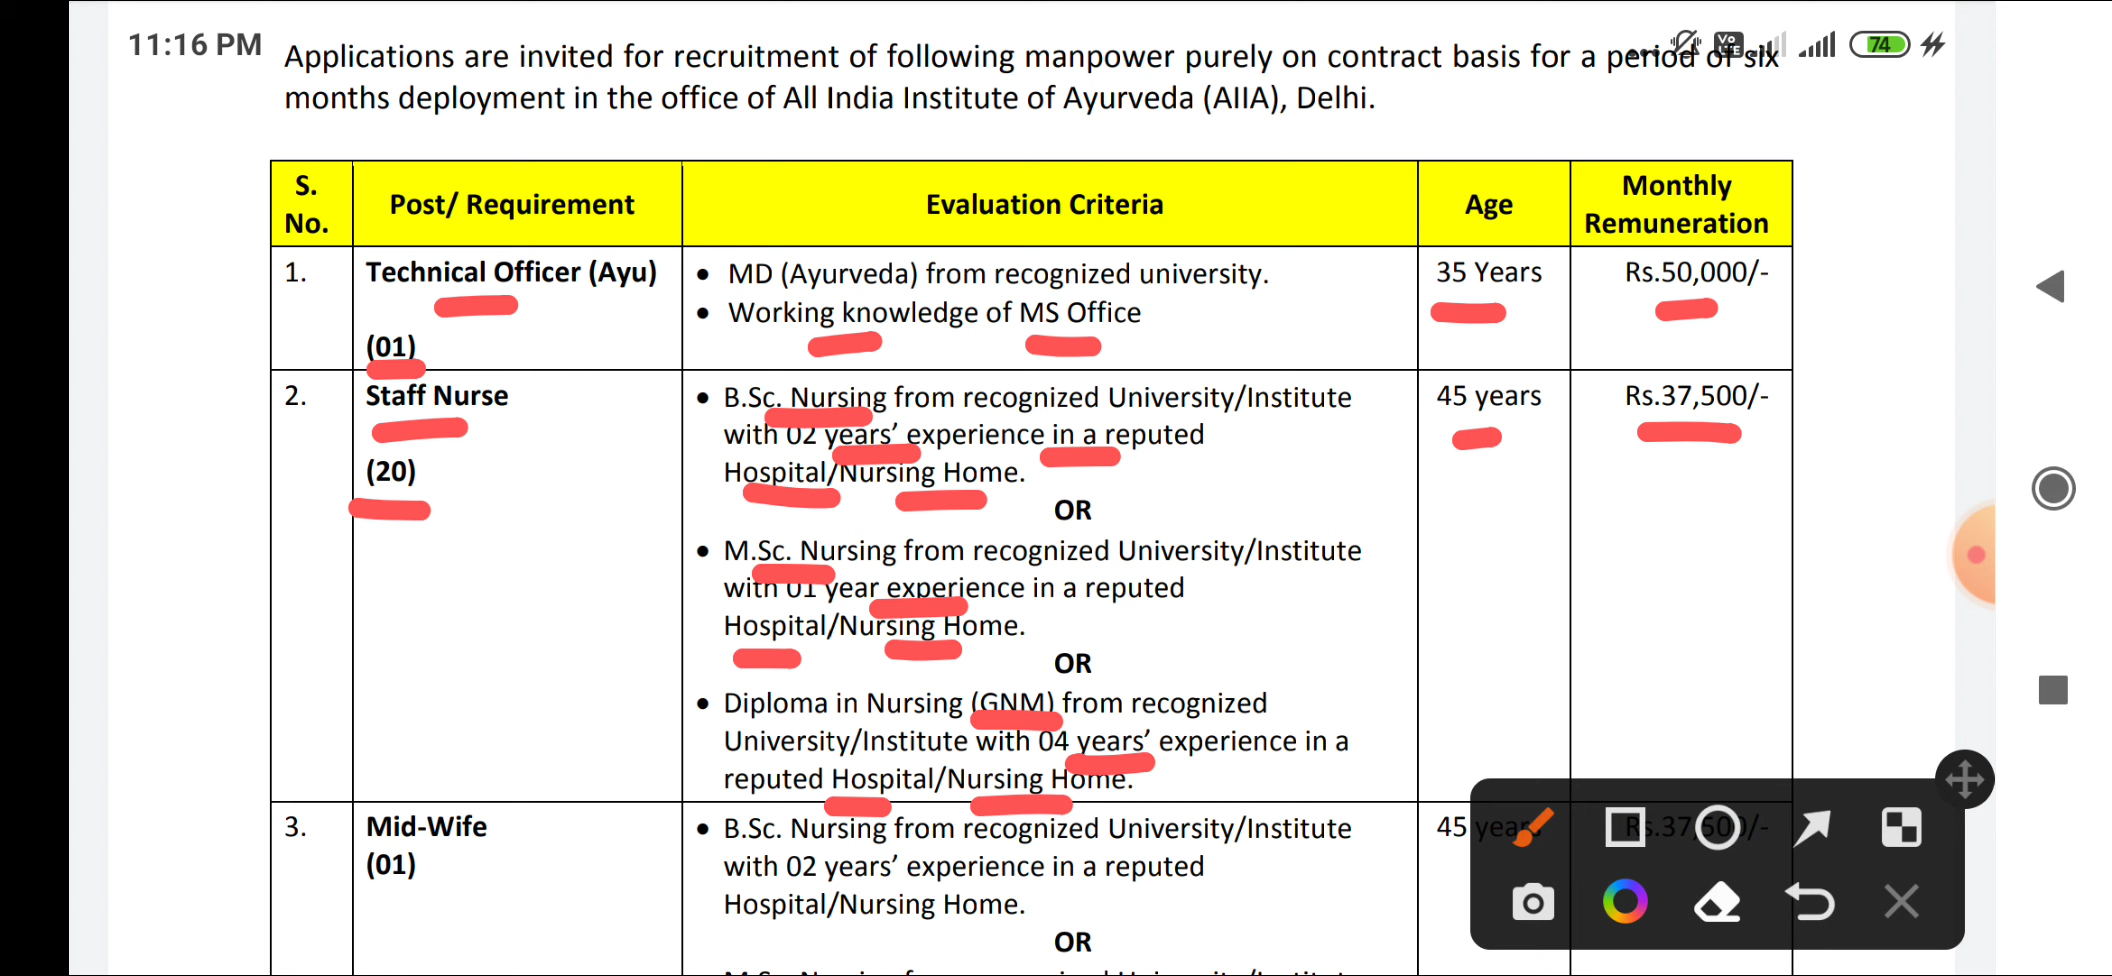 11:16 PM
74
Applications are invited for recruitment of following manpower purely on contract basis for a period of six
months deployment in the office of All India Institute of Ayurveda (AIIA), Delhi.
S. No.
Post/ Requirement
Evaluation Criteria
Age
Monthly Remuneration
1.
Technical Officer (Ayu)
(01)
• MD (Ayurveda) from recognized university.
• Working knowledge of MS Office
35 Years
Rs.50,000/-
2.
Staff Nurse
(20)
• B.Sc. Nursing from recognized University/Institute
with 02 years’ experience in a reputed
Hospital/Nursing Home.
OR
• M.Sc. Nursing from recognized University/Institute
with 01 year experience in a reputed
Hospital/Nursing Home.
OR
• Diploma in Nursing (GNM) from recognized
University/Institute with 04 years’ experience in a
reputed Hospital/Nursing Home.
45 years
Rs.37,500/-
3.
Mid-Wife
(01)
• B.Sc. Nursing from recognized University/Institute
with 02 years’ experience in a reputed
Hospital/Nursing Home.
OR
45 years
Rs.37,500/-